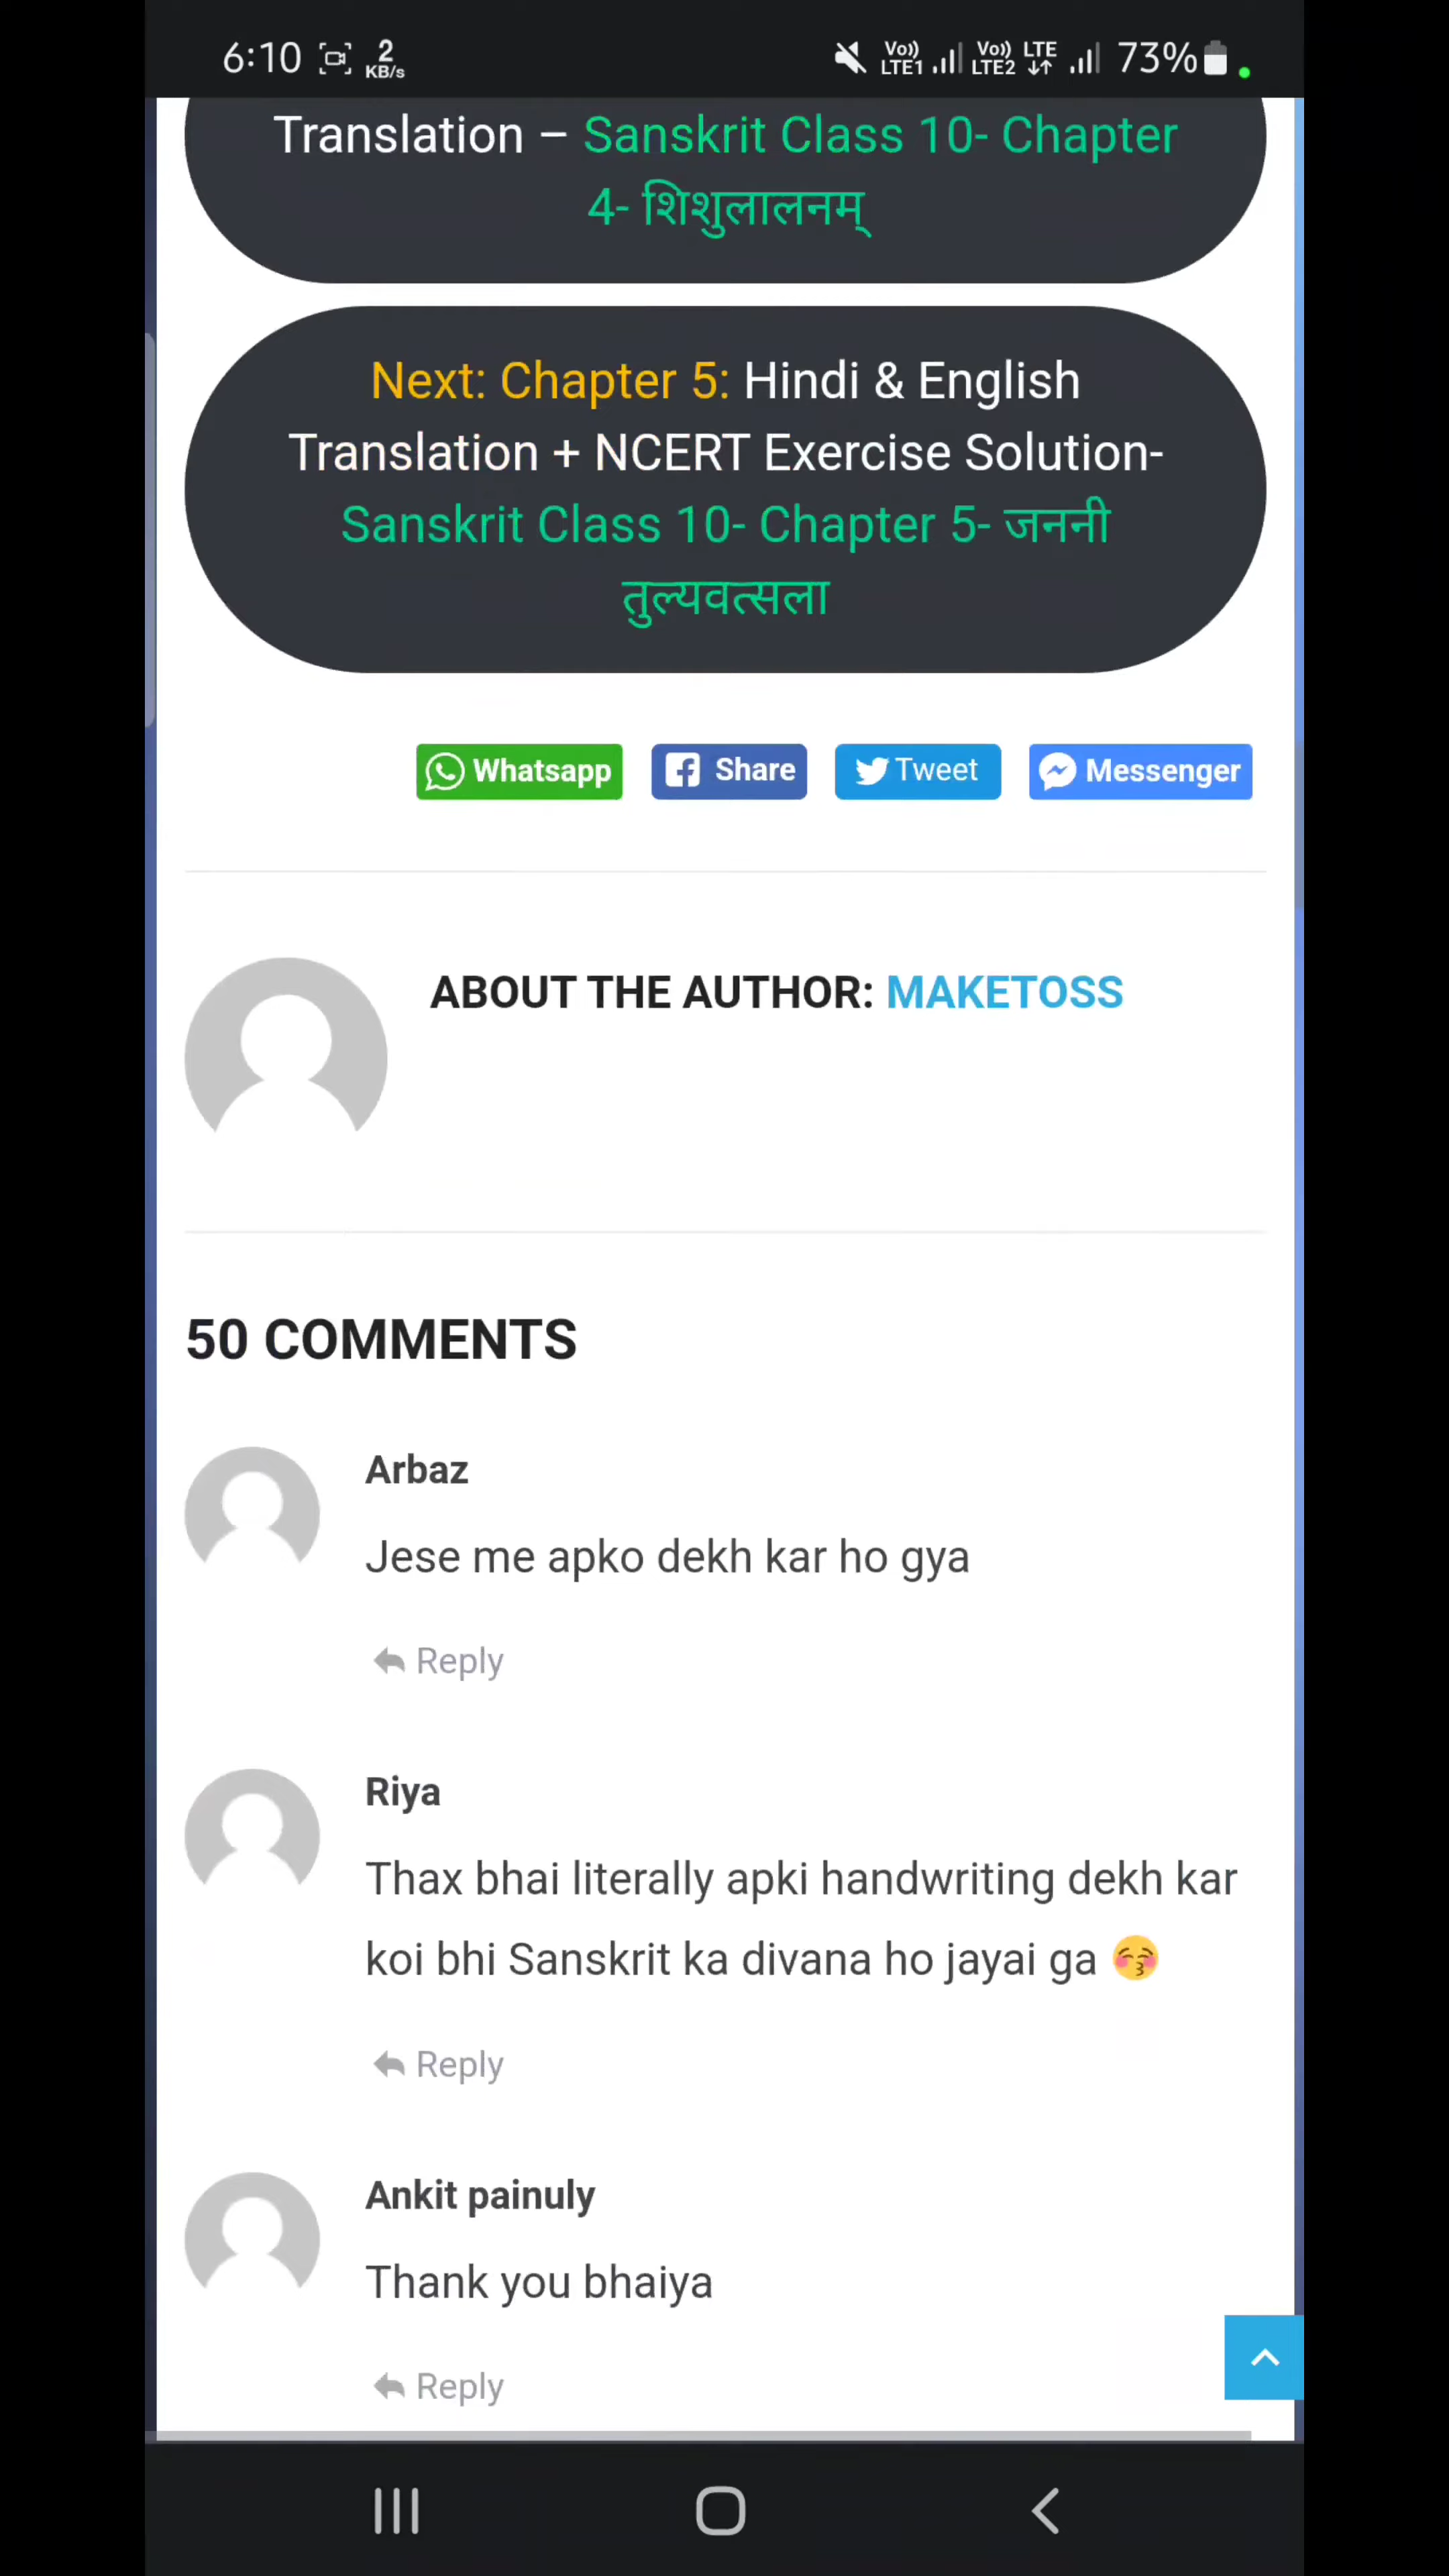 6:10 2 KB/s Vo)) LTE1 Vo)) LTE2 LTE 73%
Translation – Sanskrit Class 10- Chapter
4- शिशुलालनम्
Next: Chapter 5: Hindi & English
Translation + NCERT Exercise Solution-
Sanskrit Class 10- Chapter 5- जननी
तुल्यवत्सला
Whatsapp Share Tweet Messenger
ABOUT THE AUTHOR: MAKETOSS
50 COMMENTS
Arbaz
Jese me apko dekh kar ho gya
Reply
Riya
Thax bhai literally apki handwriting dekh kar
koi bhi Sanskrit ka divana ho jayai ga 😚
Reply
Ankit painuly
Thank you bhaiya
Reply